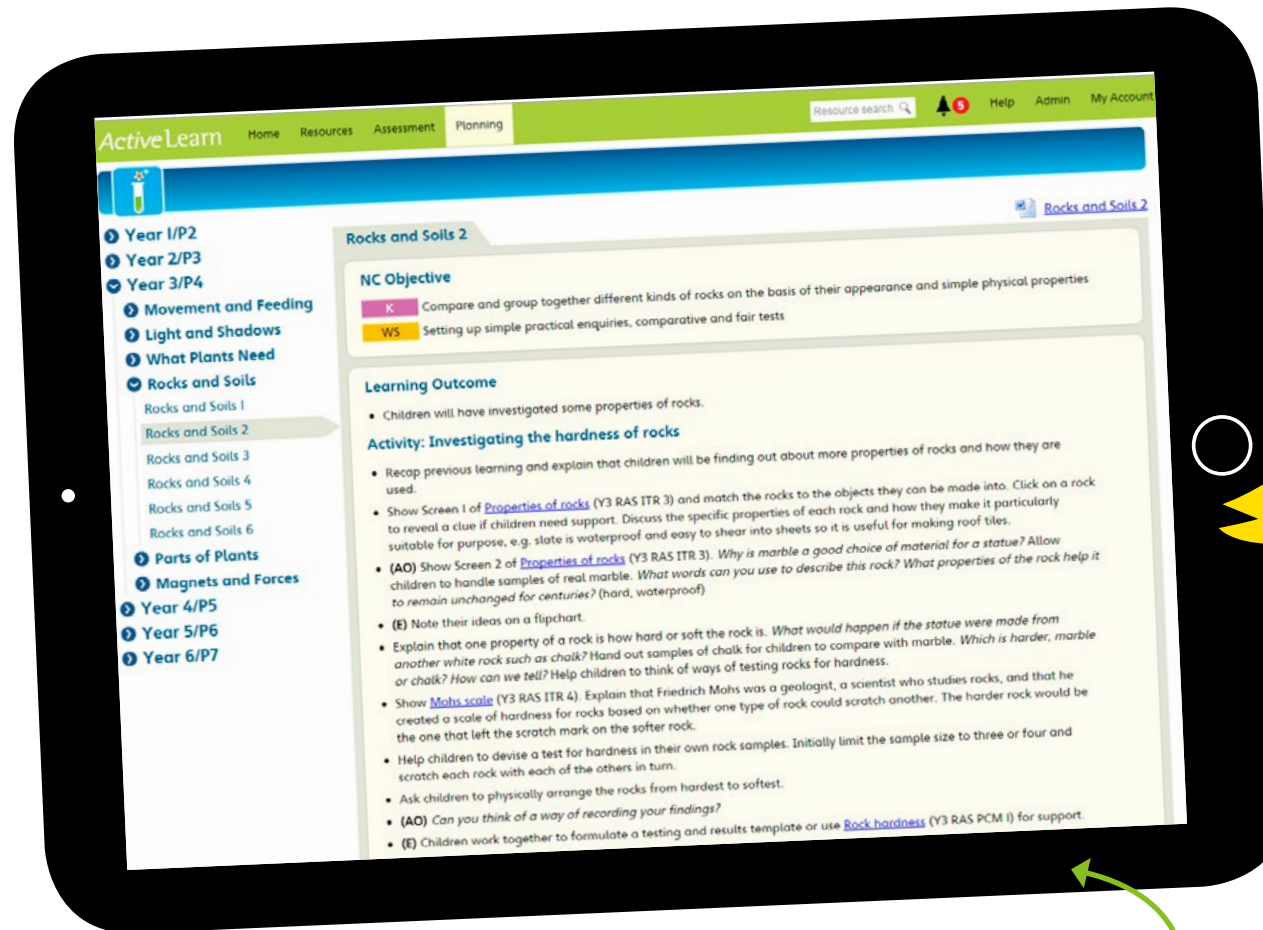 ActiveLearn Home Resources Assessment Planning Resource search 5 Help Admin My Account
Rocks and Soils 2
Year 1/P2
Year 2/P3
Year 3/P4
Movement and Feeding
Light and Shadows
What Plants Need
Rocks and Soils
Rocks and Soils 1
Rocks and Soils 2
Rocks and Soils 3
Rocks and Soils 4
Rocks and Soils 5
Rocks and Soils 6
Parts of Plants
Magnets and Forces
Year 4/P5
Year 5/P6
Year 6/P7
Rocks and Soils 2
NC Objective
K Compare and group together different kinds of rocks on the basis of their appearance and simple physical properties
WS Setting up simple practical enquiries, comparative and fair tests
Learning Outcome
• Children will have investigated some properties of rocks.
Activity: Investigating the hardness of rocks
• Recap previous learning and explain that children will be finding out about more properties of rocks and how they are
used.
• Show Screen 1 of Properties of rocks (Y3 RAS ITR 3) and match the rocks to the objects they can be made into. Click on a rock
to reveal a clue if children need support. Discuss the specific properties of each rock and how they make it particularly
suitable for purpose, e.g. slate is waterproof and easy to shear into sheets so it is useful for making roof tiles.
• (AO) Show Screen 2 of Properties of rocks (Y3 RAS ITR 3). Why is marble a good choice of material for a statue? Allow
children to handle samples of real marble. What words can you use to describe this rock? What properties of the rock help it
to remain unchanged for centuries? (hard, waterproof)
• (E) Note their ideas on a flipchart.
• Explain that one property of a rock is how hard or soft the rock is. What would happen if the statue were made from
another white rock such as chalk? Hand out samples of chalk for children to compare with marble. Which is harder, marble
or chalk? How can we tell? Help children to think of ways of testing rocks for hardness.
• Show Mohs scale (Y3 RAS ITR 4). Explain that Friedrich Mohs was a geologist, a scientist who studies rocks, and that he
created a scale of hardness for rocks based on whether one type of rock could scratch another. The harder rock would be
the one that left the scratch mark on the softer rock.
• Help children to devise a test for hardness in their own rock samples. Initially limit the sample size to three or four and
scratch each rock with each of the others in turn.
• Ask children to physically arrange the rocks from hardest to softest.
• (AO) Can you think of a way of recording your findings?
• (E) Children work together to formulate a testing and results template or use Rock hardness (Y3 RAS PCM 1) for support.